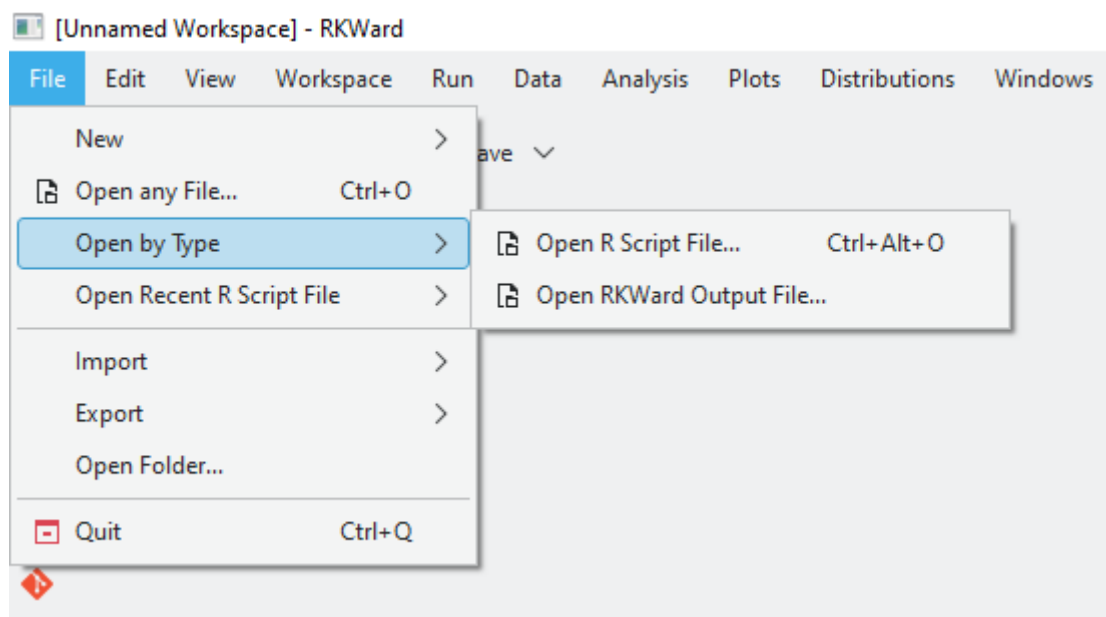 [Unnamed Workspace] - RKWard
File Edit View Workspace Run Data Analysis Plots Distributions Windows
New
ave
Open any File... Ctrl+O
Open by Type
Open R Script File... Ctrl+Alt+O
Open Recent R Script File
Open RKWard Output File...
Import
Export
Open Folder...
Quit Ctrl+Q